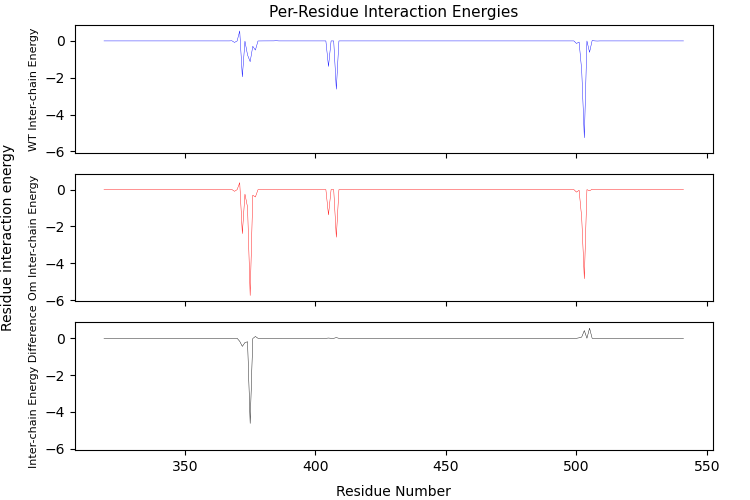 Per-Residue Interaction Energies
Residue interaction energy
WT Inter-chain Energy
0
−2
−4
−6
Om Inter-chain Energy
0
−2
−4
−6
Inter-chain Energy Difference
0
−2
−4
−6
350
400
450
500
550
Residue Number